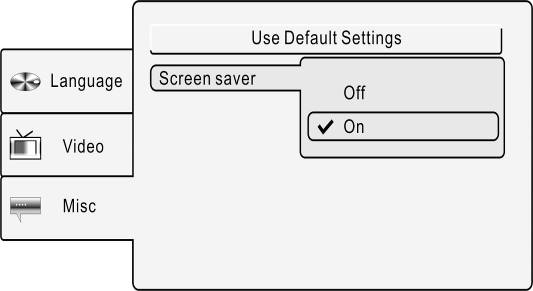 Use Default Settings
Language
Screen saver
Off
On
Video
Misc